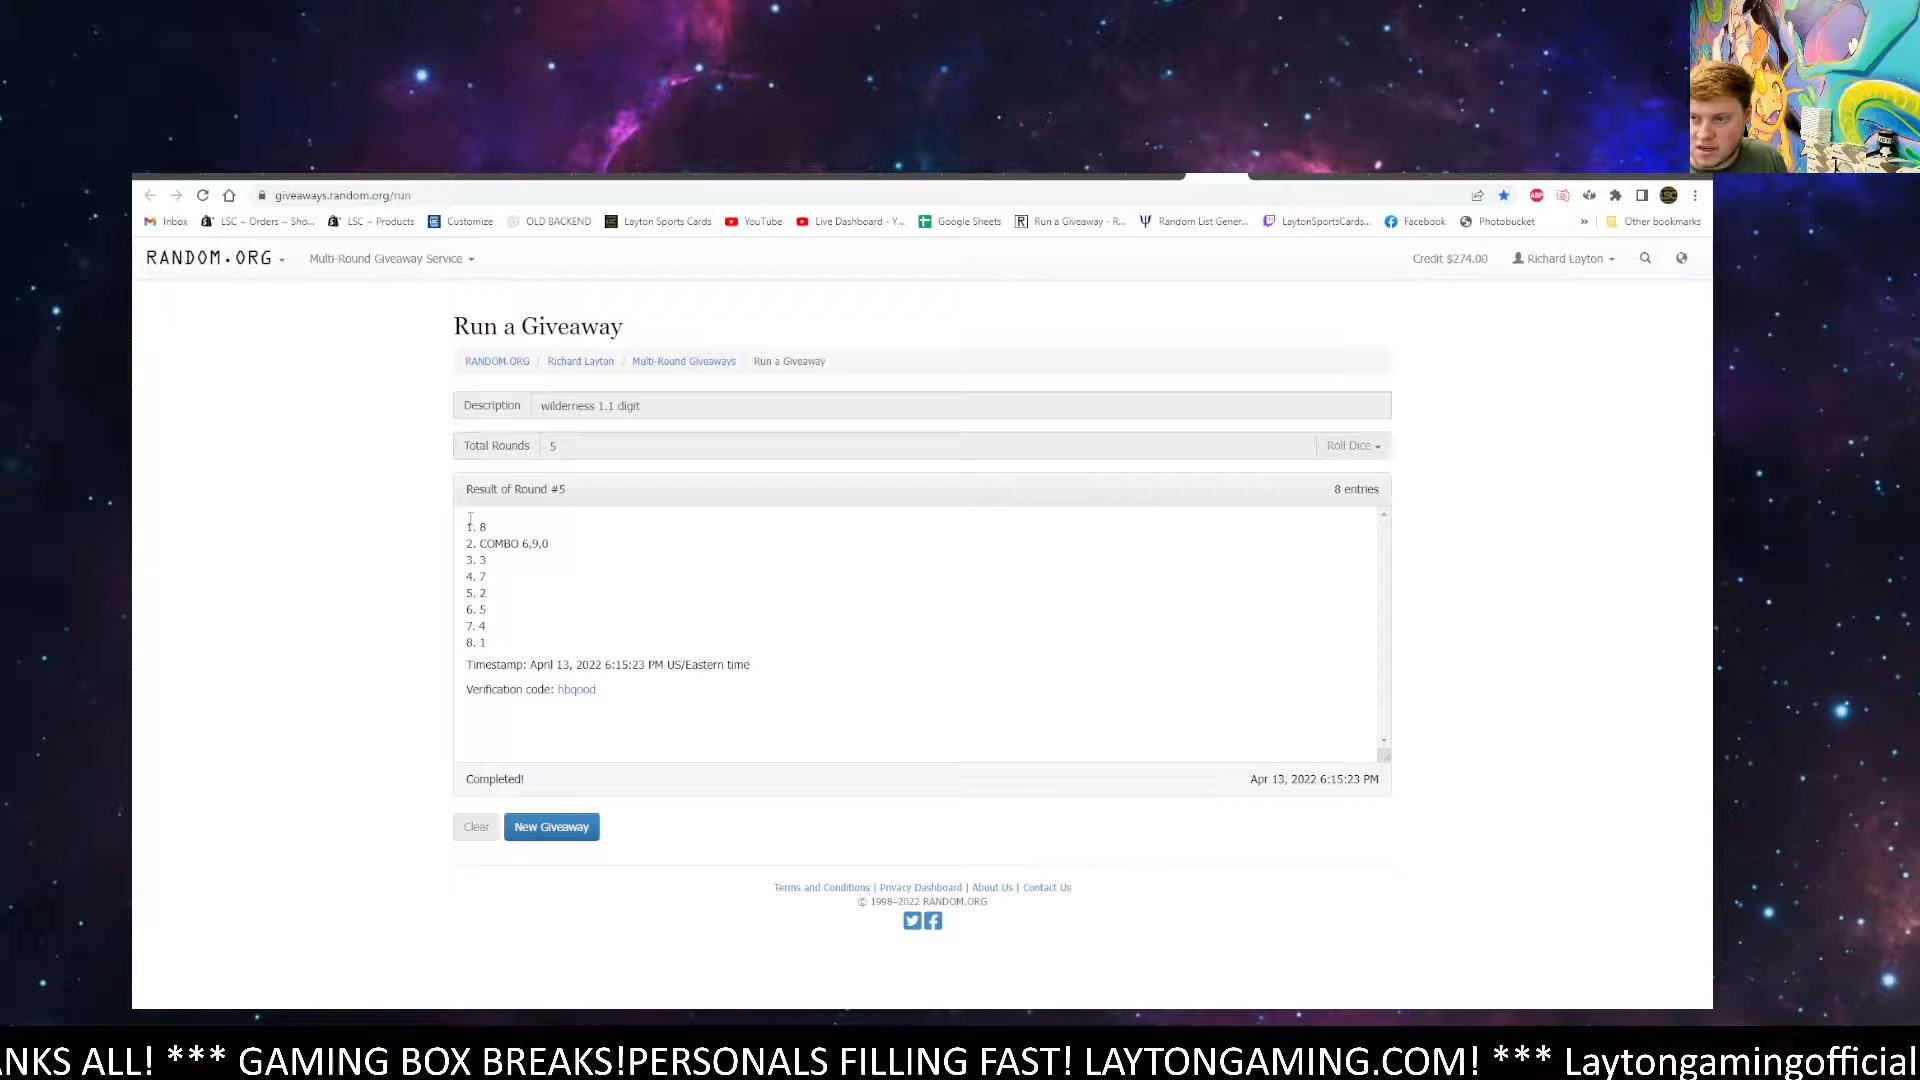 giveaways.random.org/run
Inbox LSC ~ Orders ~ Sho... LSC ~ Products Customize OLD BACKEND Layton Sports Cards YouTube Live Dashboard - Y... Google Sheets Run a Giveaway - R... Random List Gener... LaytonSportsCards... Facebook Photobucket » Other bookmarks
RANDOM.ORG Multi-Round Giveaway Service Credit $274.00 Richard Layton
Run a Giveaway
RANDOM.ORG / Richard Layton / Multi-Round Giveaways Run a Giveaway
Description wilderness 1.1 digit
Total Rounds 5 Roll Dice
Result of Round #5 8 entries
1. 8
2. COMBO 6,9,0
3. 3
4. 7
5. 2
6. 5
7. 4
8. 1
Timestamp: April 13, 2022 6:15:23 PM US/Eastern time
Verification code: hbqood
Completed! Apr 13, 2022 6:15:23 PM
Clear New Giveaway
Terms and Conditions | Privacy Dashboard | About Us | Contact Us
© 1998–2022 RANDOM.ORG
NKS ALL! *** GAMING BOX BREAKS!PERSONALS FILLING FAST! LAYTONGAMING.COM! *** Laytongamingofficial